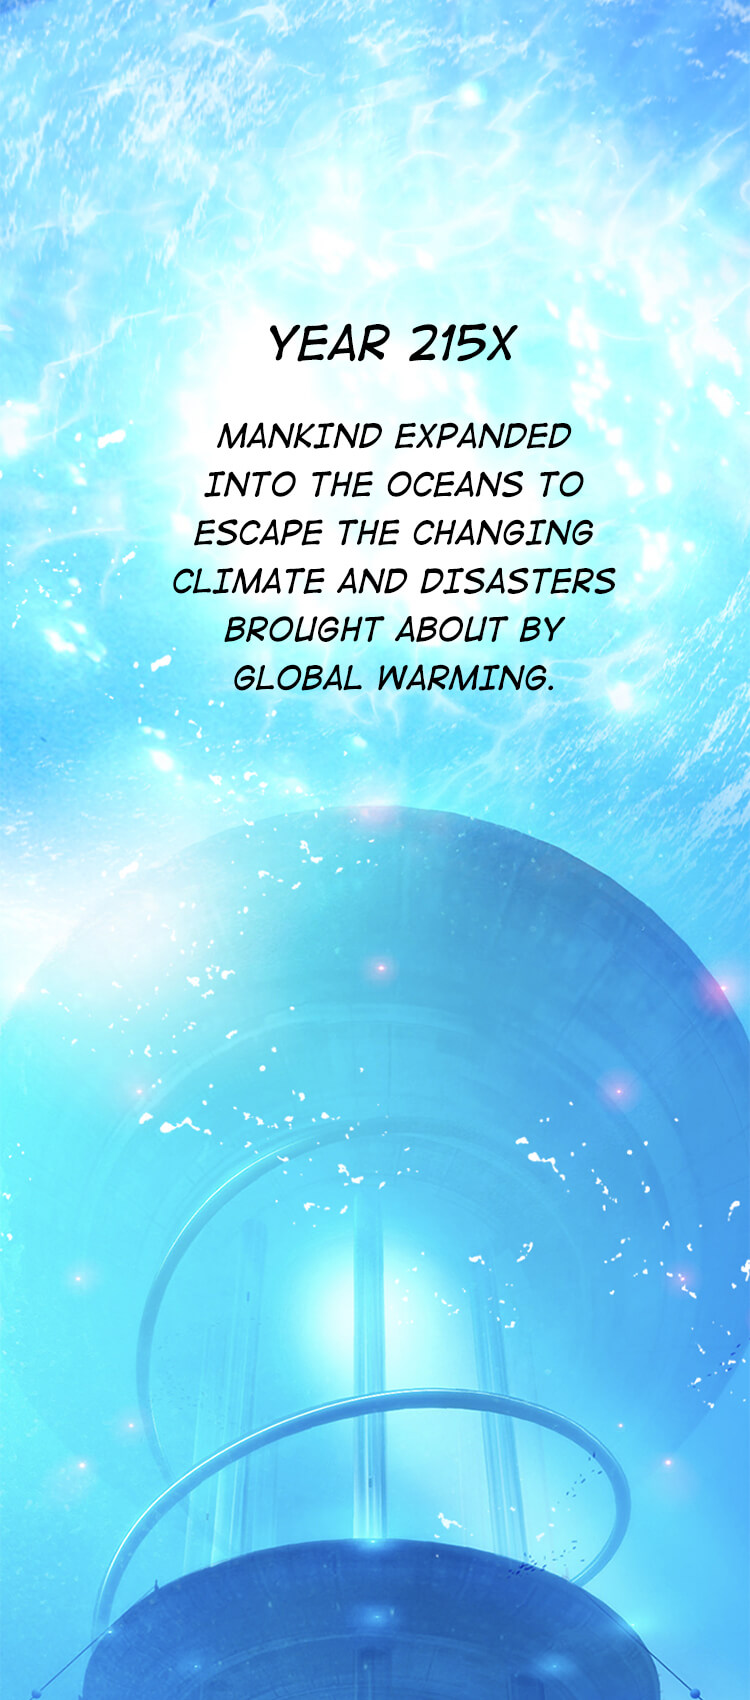 YEAR 215X
MANKIND EXPANDED
INTO THE OCEANS TO
ESCAPE THE CHANGING
CLIMATE AND DISASTERS
BROUGHT ABOUT BY
GLOBAL WARMING.